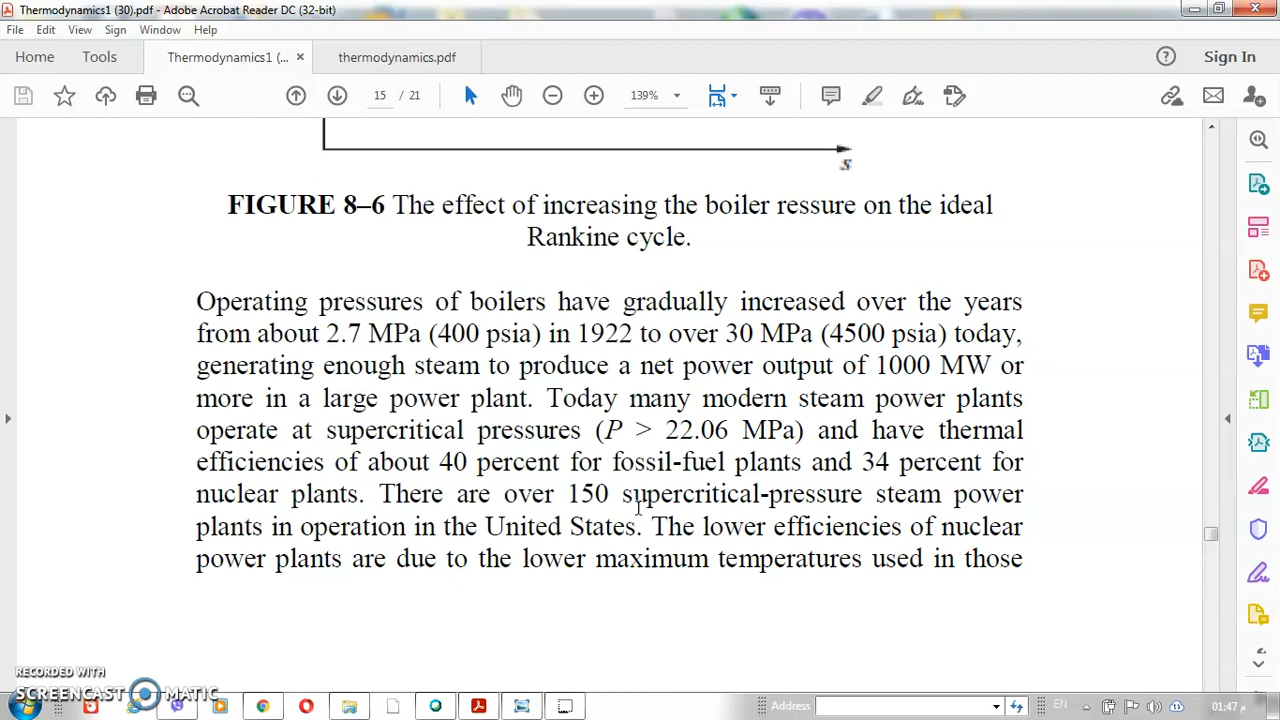 Thermodynamics1 (30).pdf - Adobe Acrobat Reader DC (32-bit)
File Edit View Sign Window Help
Home Tools Thermodynamics1 (... × thermodynamics.pdf Sign In
15 / 21 139%
s
FIGURE 8–6 The effect of increasing the boiler ressure on the ideal
Rankine cycle.
Operating pressures of boilers have gradually increased over the years
from about 2.7 MPa (400 psia) in 1922 to over 30 MPa (4500 psia) today,
generating enough steam to produce a net power output of 1000 MW or
more in a large power plant. Today many modern steam power plants
operate at supercritical pressures (P > 22.06 MPa) and have thermal
efficiencies of about 40 percent for fossil-fuel plants and 34 percent for
nuclear plants. There are over 150 supercritical-pressure steam power
plants in operation in the United States. The lower efficiencies of nuclear
power plants are due to the lower maximum temperatures used in those
RECORDED WITH
SCREENCAST MATIC
Address EN 01:47 م